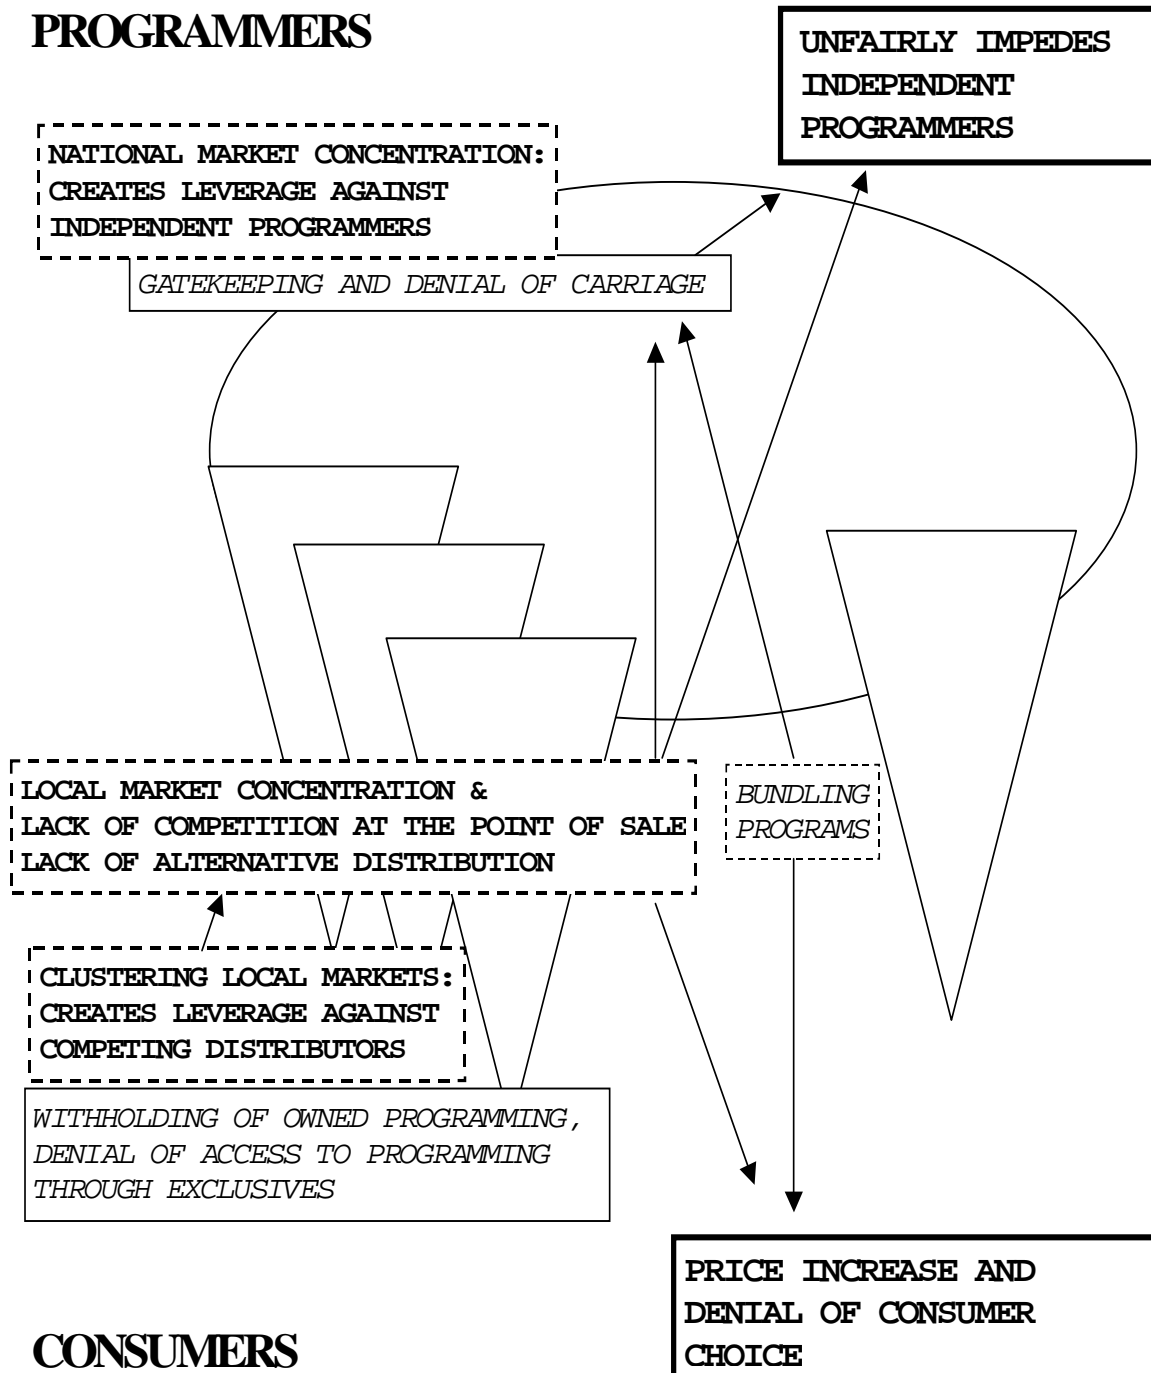 PROGRAMMERS
UNFAIRLY IMPEDES
INDEPENDENT
PROGRAMMERS
NATIONAL MARKET CONCENTRATION:
CREATES LEVERAGE AGAINST
INDEPENDENT PROGRAMMERS
GATEKEEPING AND DENIAL OF CARRIAGE
LOCAL MARKET CONCENTRATION &
LACK OF COMPETITION AT THE POINT OF SALE
LACK OF ALTERNATIVE DISTRIBUTION
BUNDLING
PROGRAMS
CLUSTERING LOCAL MARKETS:
CREATES LEVERAGE AGAINST
COMPETING DISTRIBUTORS
WITHHOLDING OF OWNED PROGRAMMING,
DENIAL OF ACCESS TO PROGRAMMING
THROUGH EXCLUSIVES
PRICE INCREASE AND
DENIAL OF CONSUMER
CHOICE
CONSUMERS